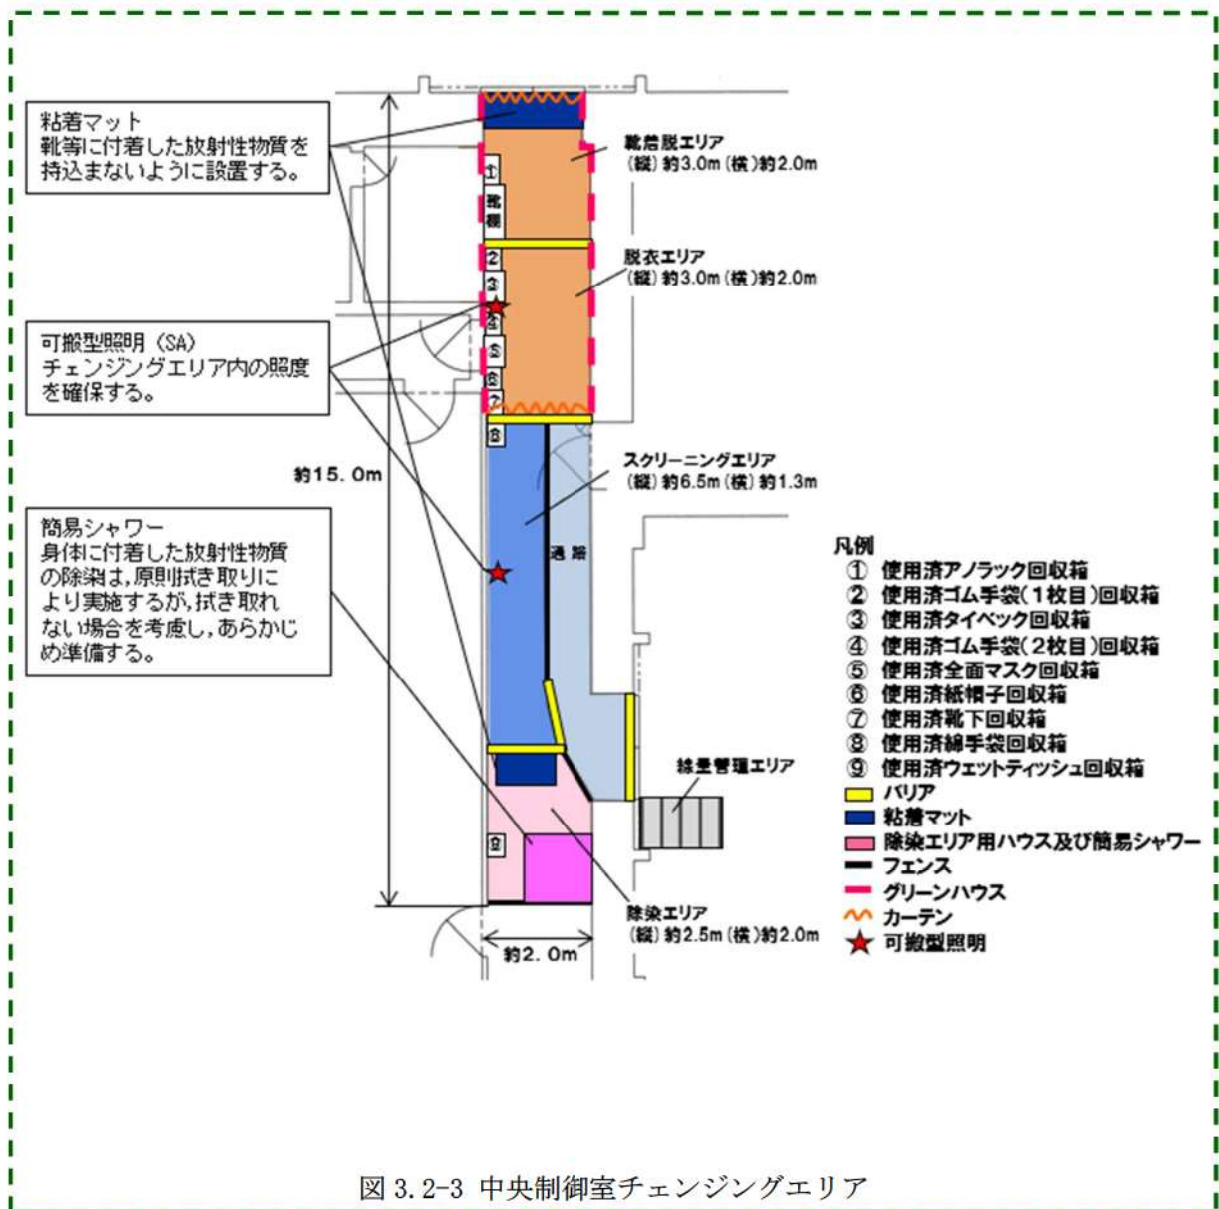 粘着マット
靴等に付着した放射性物質を
持込まないように設置する。
可搬型照明（SA）
チェンジングエリア内の照度
を確保する。
約15.0m
簡易シャワー
身体に付着した放射性物質
の除染は,原則拭き取りに
より実施するが,拭き取れ
ない場合を考慮し,あらかじ
め準備する。
①
靴棚
②
③
④
⑤
⑥
⑦
⑧
⑨
通路
靴着脱エリア
(縦)約3.0m(横)約2.0m
脱衣エリア
(縦)約3.0m(横)約2.0m
スクリーニングエリア
(縦)約6.5m(横)約1.3m
線量管理エリア
除染エリア
(縦)約2.5m(横)約2.0m
約2.0m
凡例
① 使用済アノラック回収箱
② 使用済ゴム手袋(1枚目)回収箱
③ 使用済タイベック回収箱
④ 使用済ゴム手袋(2枚目)回収箱
⑤ 使用済全面マスク回収箱
⑥ 使用済紙帽子回収箱
⑦ 使用済靴下回収箱
⑧ 使用済綿手袋回収箱
⑨ 使用済ウェットティッシュ回収箱
バリア
粘着マット
除染エリア用ハウス及び簡易シャワー
フェンス
グリーンハウス
カーテン
可搬型照明
図 3.2-3 中央制御室チェンジングエリア